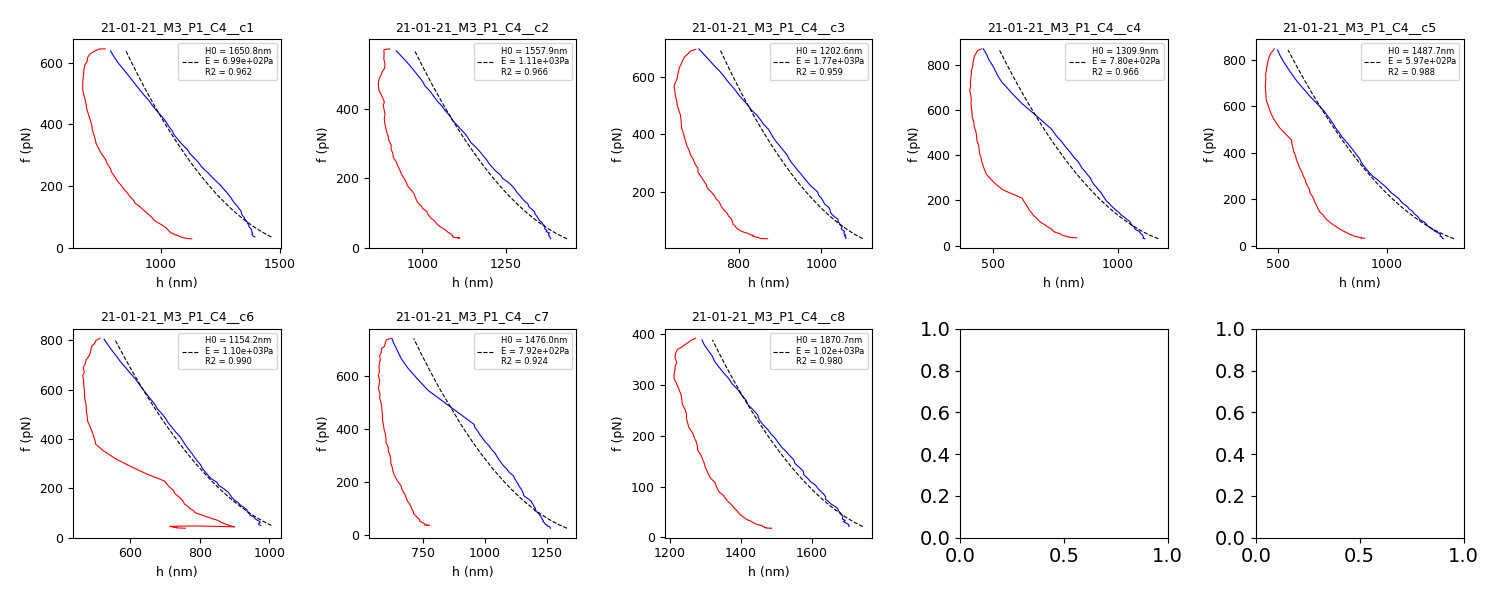 21-01-21_M3_P1_C4__c1
H0 = 1650.8nm
E = 6.99e+02Pa
R2 = 0.962
f (pN)
600
400
200
0
1000
1500
h (nm)
21-01-21_M3_P1_C4__c2
H0 = 1557.9nm
E = 1.11e+03Pa
R2 = 0.966
f (pN)
400
200
0
1000
1250
h (nm)
21-01-21_M3_P1_C4__c3
H0 = 1202.6nm
E = 1.77e+03Pa
R2 = 0.959
f (pN)
600
400
200
800
1000
h (nm)
21-01-21_M3_P1_C4__c4
H0 = 1309.9nm
E = 7.80e+02Pa
R2 = 0.966
f (pN)
800
600
400
200
0
500
1000
h (nm)
21-01-21_M3_P1_C4__c5
H0 = 1487.7nm
E = 5.97e+02Pa
R2 = 0.988
f (pN)
800
600
400
200
0
500
1000
h (nm)
21-01-21_M3_P1_C4__c6
H0 = 1154.2nm
E = 1.10e+03Pa
R2 = 0.990
f (pN)
800
600
400
200
0
600
800
1000
h (nm)
21-01-21_M3_P1_C4__c7
H0 = 1476.0nm
E = 7.92e+02Pa
R2 = 0.924
f (pN)
600
400
200
0
750
1000
1250
h (nm)
21-01-21_M3_P1_C4__c8
H0 = 1870.7nm
E = 1.02e+03Pa
R2 = 0.980
f (pN)
400
300
200
100
0
1200
1400
1600
h (nm)
1.0
0.8
0.6
0.4
0.2
0.0
0.0
0.5
1.0
1.0
0.8
0.6
0.4
0.2
0.0
0.0
0.5
1.0